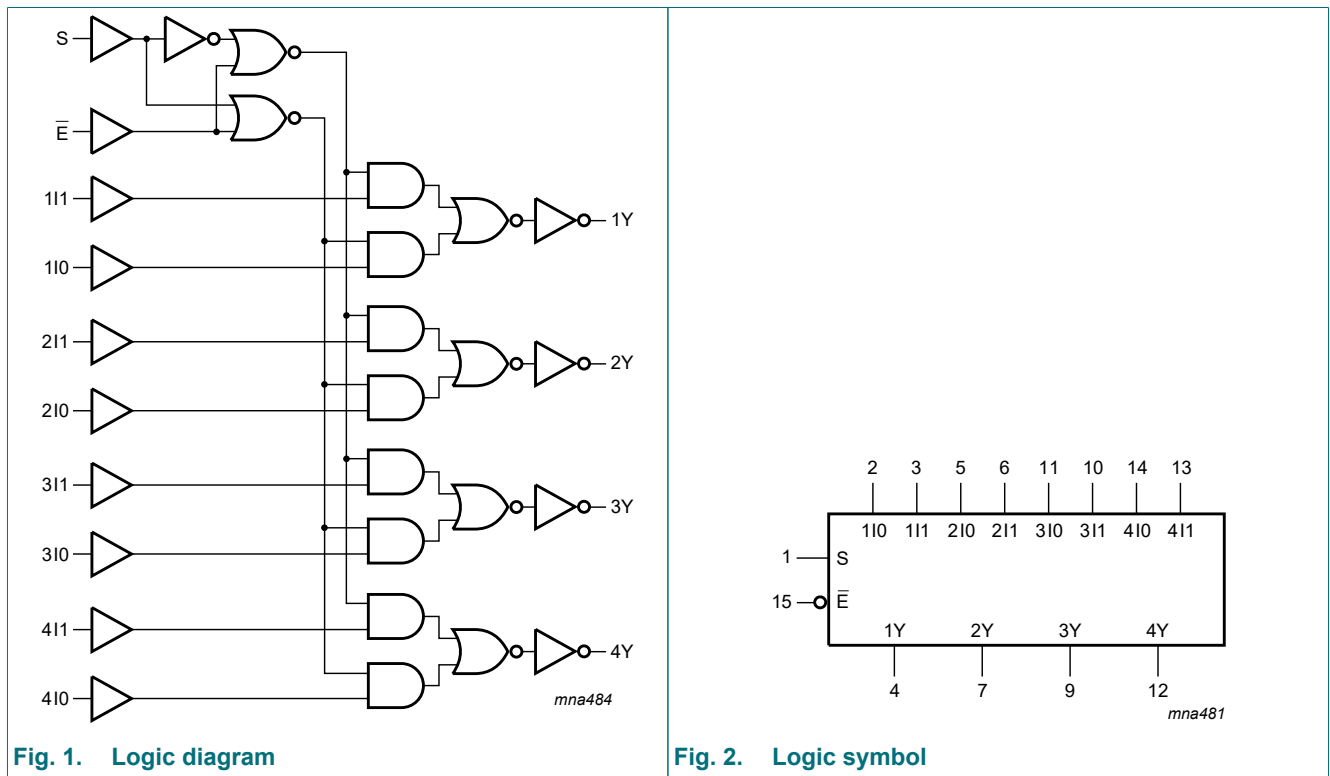 S
E̅
1I1
1I0
2I1
2I0
3I1
3I0
4I1
4I0
1Y
2Y
3Y
4Y
mna484
Fig. 1. Logic diagram
2 3 5 6 11 10 14 13
1I0 1I1 2I0 2I1 3I0 3I1 4I0 4I1
1 S
15 E̅
1Y 2Y 3Y 4Y
4 7 9 12
mna481
Fig. 2. Logic symbol